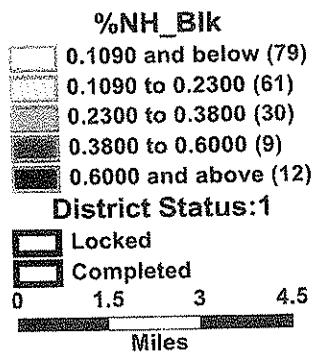 %NH_Blk
0.1090 and below (79)
0.1090 to 0.2300 (61)
0.2300 to 0.3800 (30)
0.3800 to 0.6000 (9)
0.6000 and above (12)
District Status:1
Locked
Completed
0 1.5 3 4.5
Miles